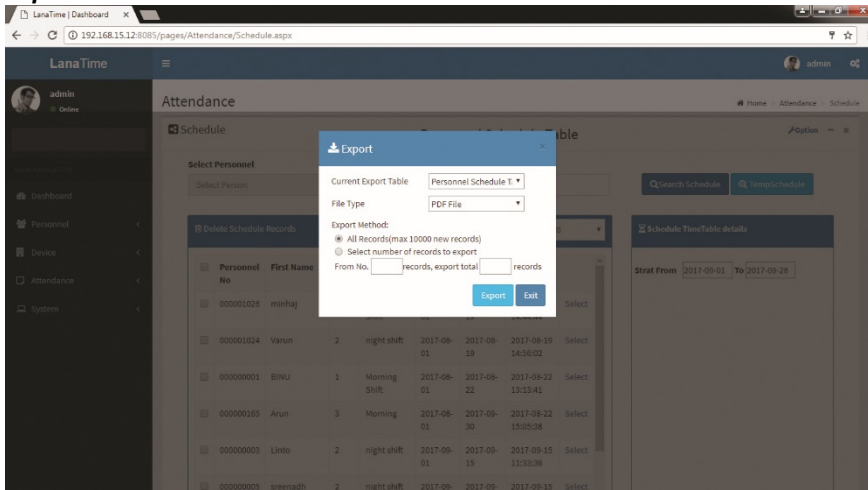 LanaTime | Dashboard
192.168.15.12:8085/pages/Attendance/Schedule.aspx
LanaTime
admin
admin
Online
Attendance
Home > Attendance > Schedule
Schedule
Option
Select Personnel
Select Person
Search Schedule
TempSchedule
Dashboard
Personnel
Device
Attendance
System
Export
Current Export Table
Personnel Schedule T
File Type
PDF File
Export Method:
All Records(max 10000 new records)
Select number of records to export
From No. records, export total records
Export Exit
Delete Schedule Records
Schedule TimeTable details
Strat From 2017-09-01 To 2017-09-28
Personnel No First Name
000001026 minhaj Select
000001024 Varun 2 night shift 2017-08-01 2017-08-19 2017-08-19 14:56:02 Select
000000001 BINU 1 Morning Shift 2017-08-01 2017-08-22 2017-08-22 13:13:41 Select
000000165 Arun 3 Morning 2017-08-01 2017-09-30 2017-08-22 15:05:38 Select
000000003 Linto 2 night shift 2017-09-01 2017-09-15 2017-09-15 11:33:36 Select
000000005 sreenadh 2 night shift 2017-09- 2017-09- 2017-09-15 Select